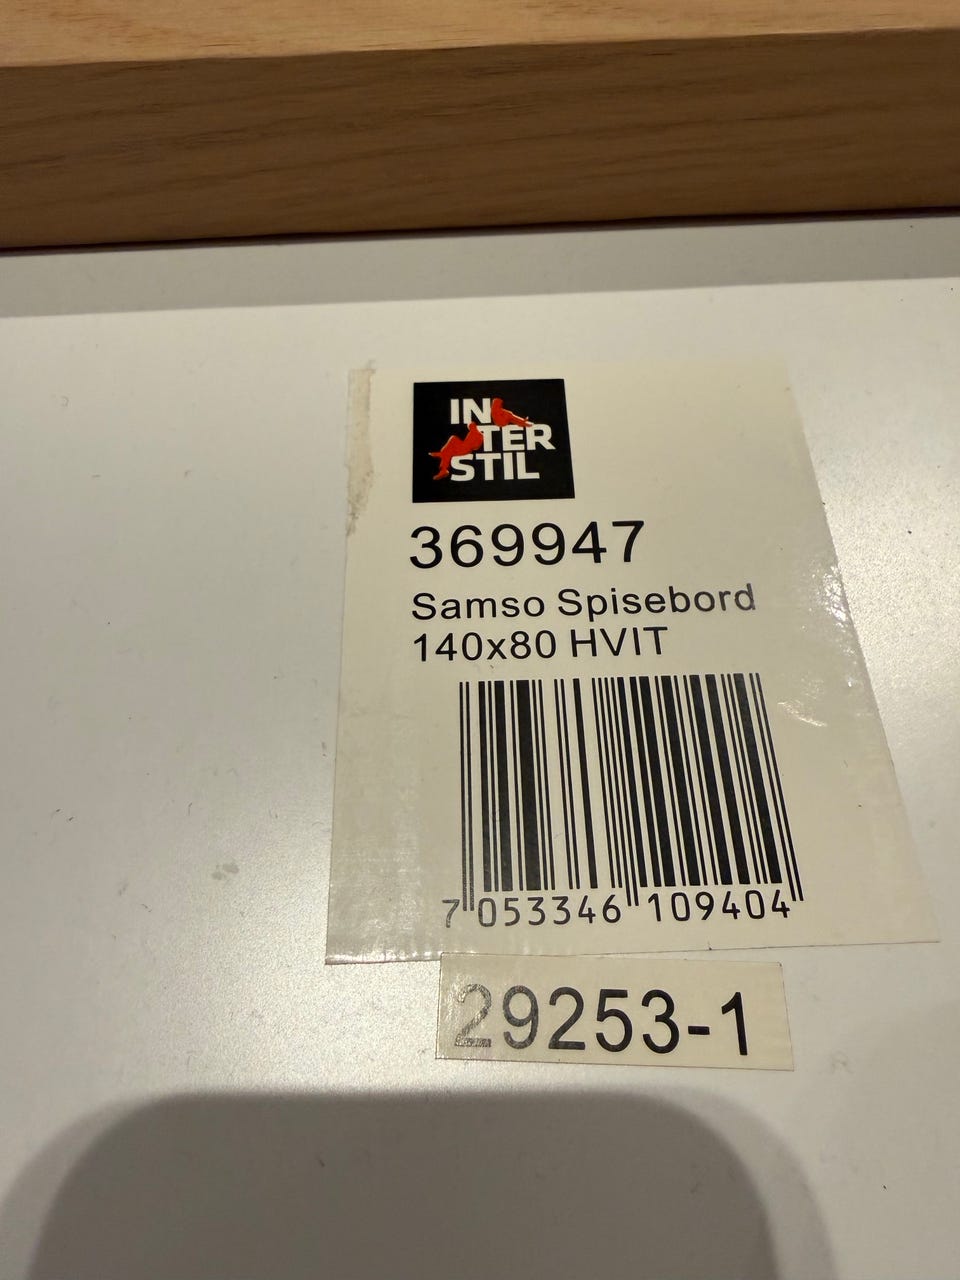 IN
TER
STIL
369947
Samso Spisebord
140x80 HVIT
7 053346 109404
29253-1